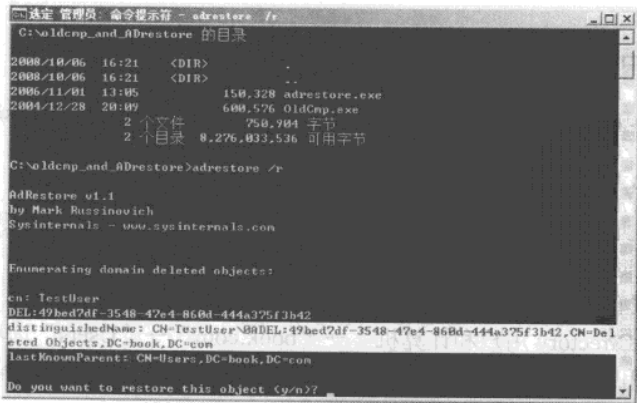 选定 管理员: 命令提示符 - adrestore /r
C:\oldcmp_and_ADrestore 的目录
2008/10/06 16:21 <DIR> .
2008/10/06 16:21 <DIR> ..
2006/11/01 13:05 150,328 adrestore.exe
2004/12/28 20:09 600,576 OldCmp.exe
2 个文件 750,904 字节
2 个目录 8,276,033,536 可用字节
C:\oldcmp_and_ADrestore>adrestore /r
AdRestore v1.1
by Mark Russinovich
Sysinternals - www.sysinternals.com
Enumerating domain deleted objects:
cn: TestUser
DEL:49bed7df-3548-47e4-860d-444a375f3b42
distinguishedName: CN=TestUser\0ADEL:49bed7df-3548-47e4-860d-444a375f3b42,CN=Del
eted Objects,DC=book,DC=com
lastKnownParent: CN=Users,DC=book,DC=com
Do you want to restore this object (y/n)?